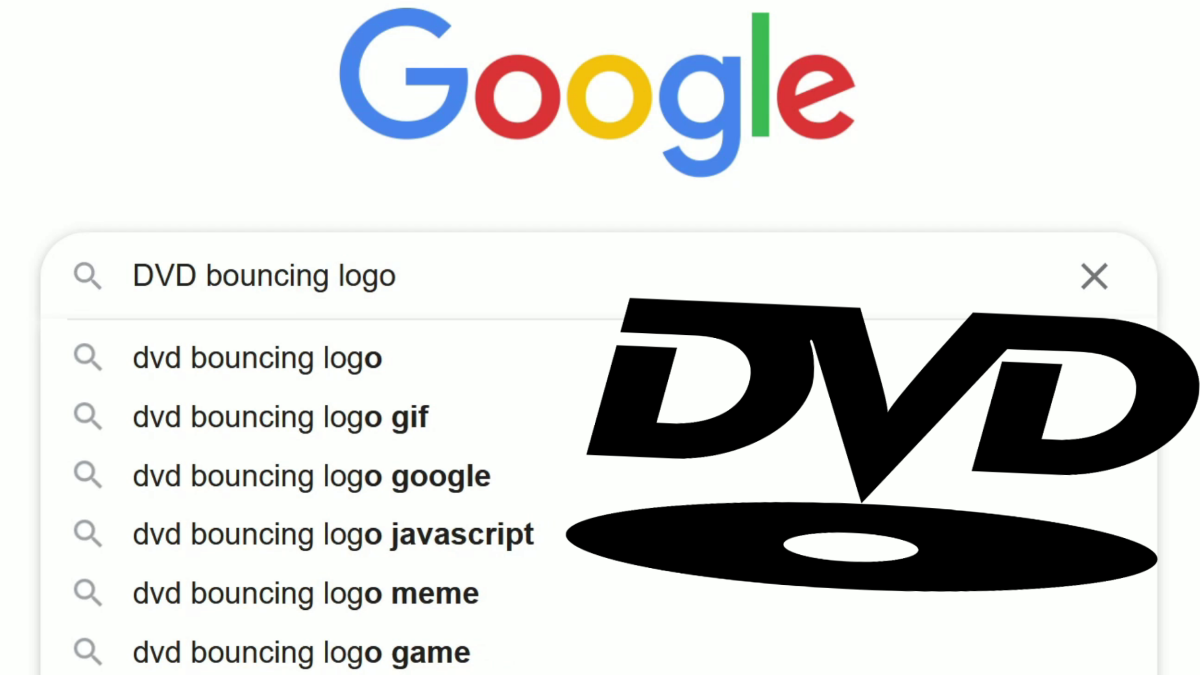 Google
DVD bouncing logo
dvd bouncing logo
dvd bouncing logo gif
dvd bouncing logo google
dvd bouncing logo javascript
dvd bouncing logo meme
dvd bouncing logo game
DVD